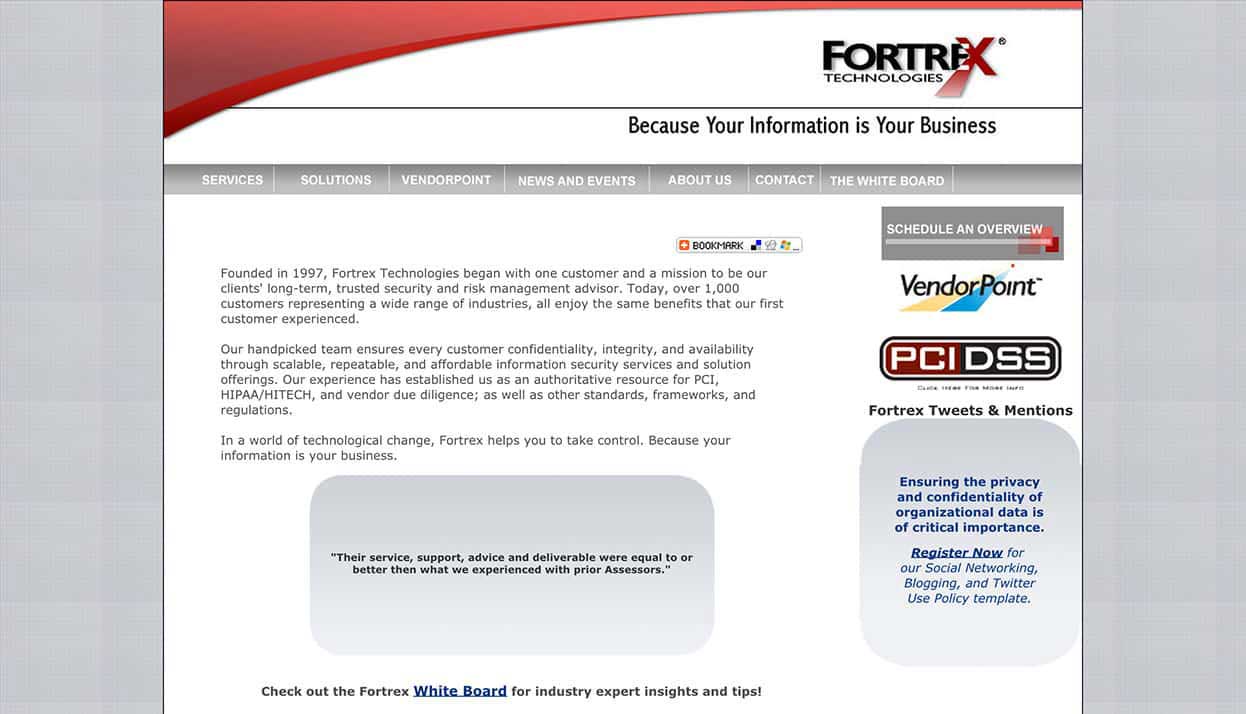 FORTREX®
TECHNOLOGIES
Because Your Information is Your Business
SERVICES SOLUTIONS VENDORPOINT NEWS AND EVENTS ABOUT US CONTACT THE WHITE BOARD
BOOKMARK
Founded in 1997, Fortrex Technologies began with one customer and a mission to be our
clients' long-term, trusted security and risk management advisor. Today, over 1,000
customers representing a wide range of industries, all enjoy the same benefits that our first
customer experienced.
Our handpicked team ensures every customer confidentiality, integrity, and availability
through scalable, repeatable, and affordable information security services and solution
offerings. Our experience has established us as an authoritative resource for PCI,
HIPAA/HITECH, and vendor due diligence; as well as other standards, frameworks, and
regulations.
In a world of technological change, Fortrex helps you to take control. Because your
information is your business.
"Their service, support, advice and deliverable were equal to or
better then what we experienced with prior Assessors."
Check out the Fortrex White Board for industry expert insights and tips!
SCHEDULE AN OVERVIEW
VendorPoint™
PCI DSS
CLICK HERE FOR MORE INFO
Fortrex Tweets & Mentions
Ensuring the privacy
and confidentiality of
organizational data is
of critical importance.
Register Now for
our Social Networking,
Blogging, and Twitter
Use Policy template.